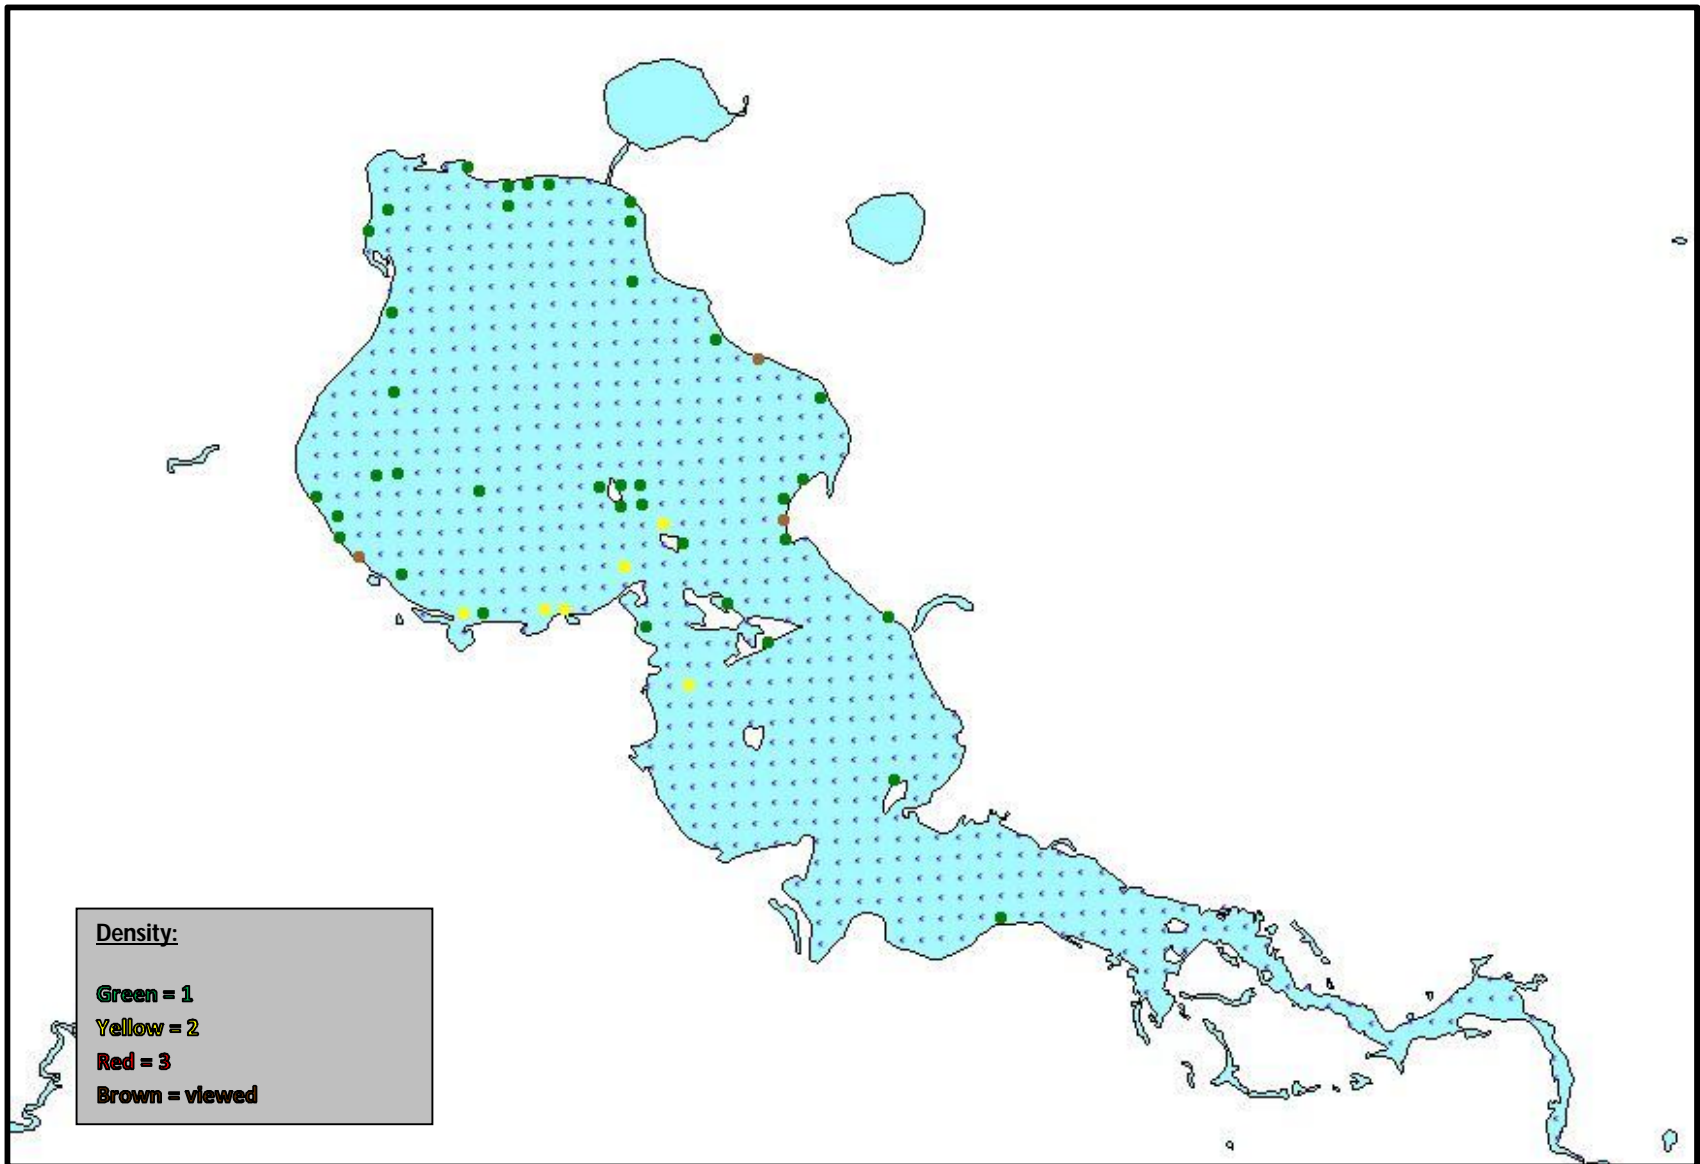 Density:
Green = 1
Yellow = 2
Red = 3
Brown = viewed